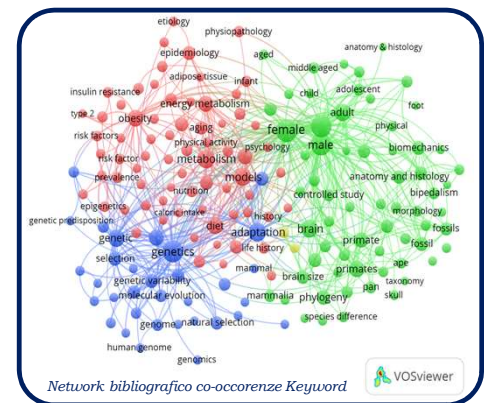 etiology
physiopathology
epidemiology
aged
anatomy & histology
middle aged
adipose tissue
infant
insulin resistance
child
adolescent
energy metabolism
type 2
obesity
adult
foot
aging
female
physical
risk factors
physical activity
male
psychology
biomechanics
risk factor
metabolism
prevalence
models
anatomy and histology
nutrition
controlled study
bipedalism
epigenetics
caloric intake
morphology
genetic predisposition
history
diet
adaptation
brain
fossils
genetic
primate
fossil
life history
selection
genetics
ape
mammal
primates
brain size
taxonomy
genetic variability
pan
molecular evolution
mammalia
phylogeny
skull
species difference
genome
natural selection
human genome
genomics
Network bibliografico co-occorenze Keyword
VOSviewer